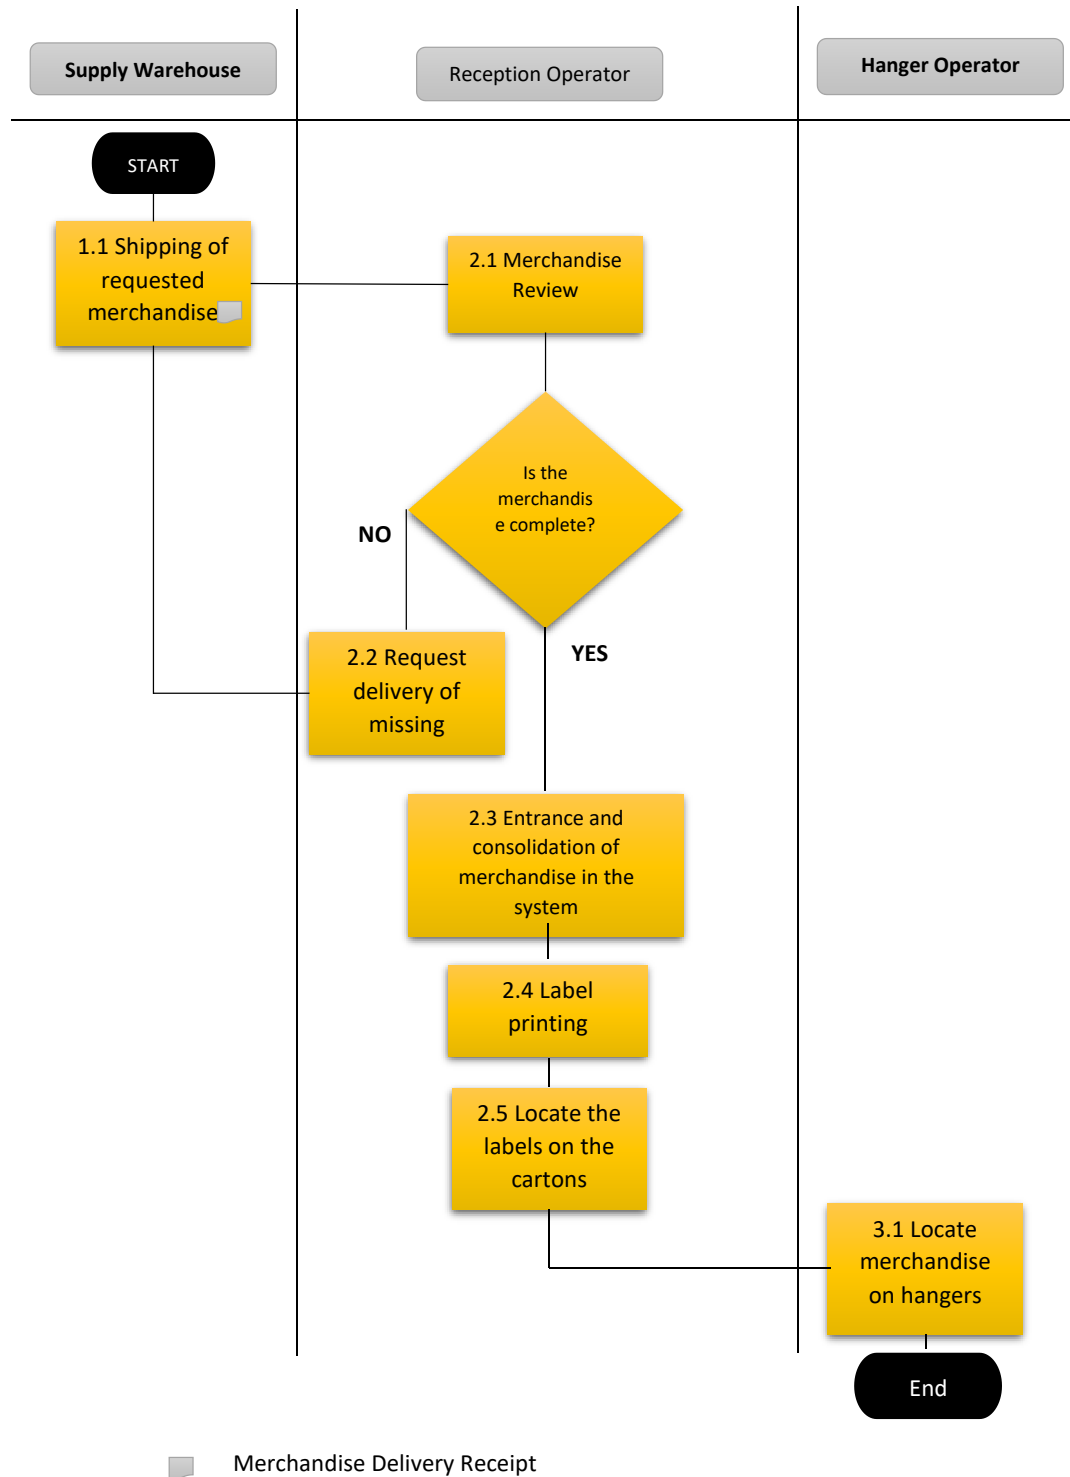 Supply Warehouse
Reception Operator
Hanger Operator
START
1.1 Shipping of
requested
merchandise
2.1 Merchandise
Review
Is the
merchandis
e complete?
NO
YES
2.2 Request
delivery of
missing
2.3 Entrance and
consolidation of
merchandise in the
system
2.4 Label
printing
2.5 Locate the
labels on the
cartons
3.1 Locate
merchandise
on hangers
End
Merchandise Delivery Receipt